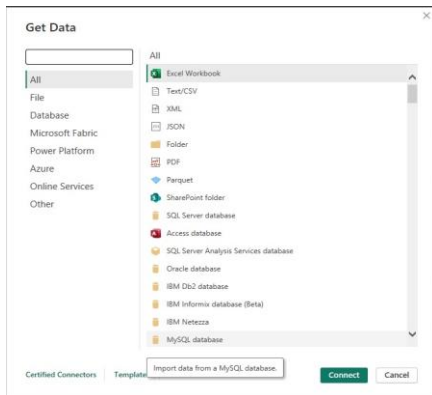 Get Data
All
File
Database
Microsoft Fabric
Power Platform
Azure
Online Services
Other
All
Excel Workbook
Text/CSV
XML
JSON
Folder
PDF
Parquet
SharePoint folder
SQL Server database
Access database
SQL Server Analysis Services database
Oracle database
IBM Db2 database
IBM Informix database (Beta)
IBM Netezza
MySQL database
Import data from a MySQL database.
Certified Connectors
Template
Connect
Cancel